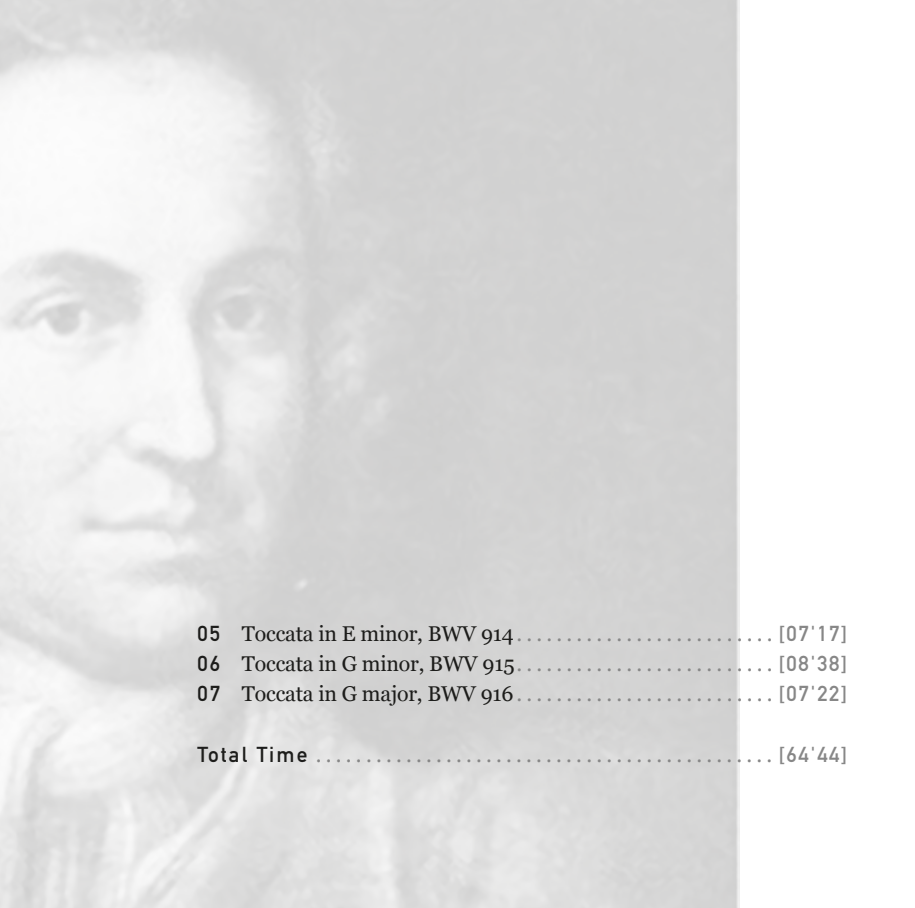 05 Toccata in E minor, BWV 914.......................... [07'17]
06 Toccata in G minor, BWV 915.......................... [08'38]
07 Toccata in G major, BWV 916.......................... [07'22]
Total Time .............................................. [64'44]